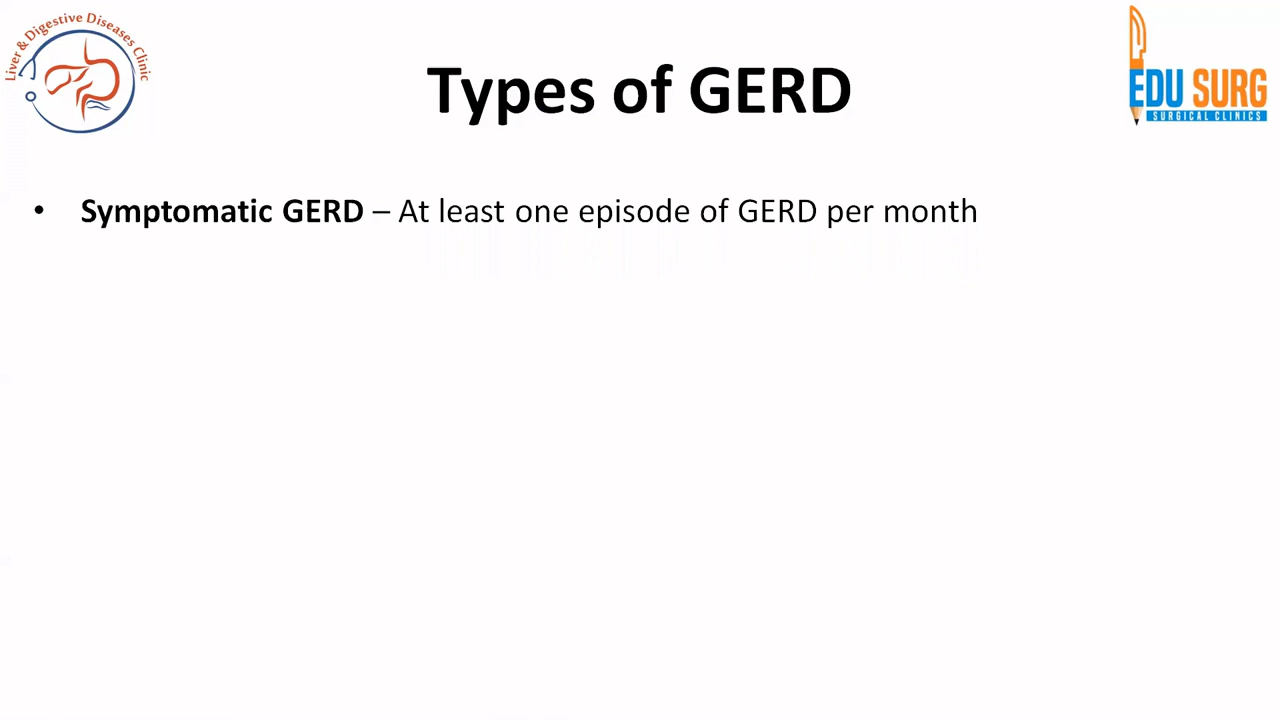 Liver & Digestive Diseases Clinic
Types of GERD
EDU SURG
SURGICAL CLINICS
• Symptomatic GERD – At least one episode of GERD per month